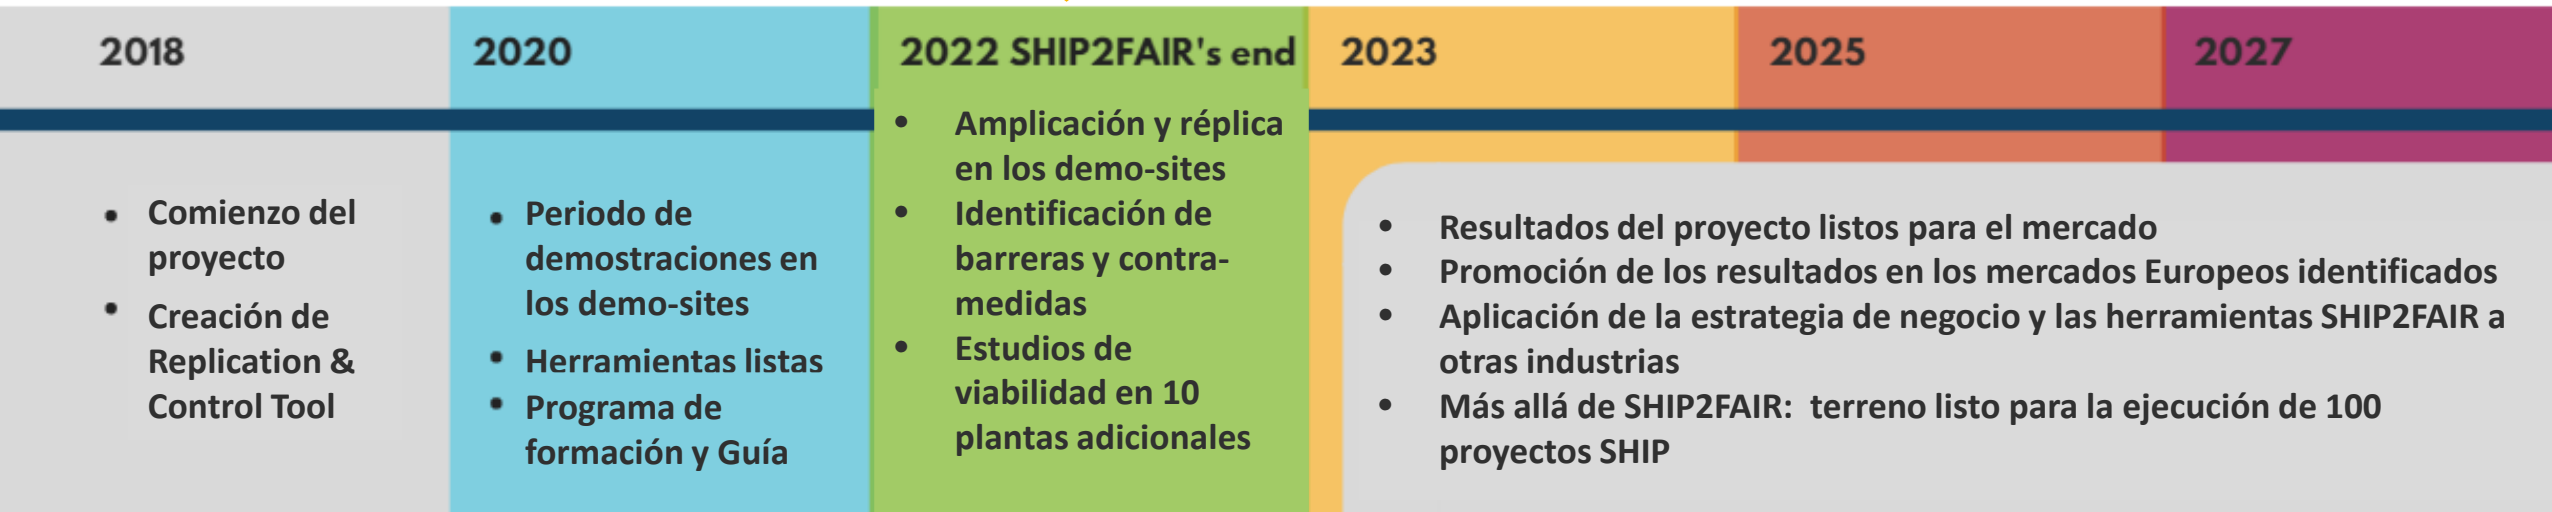 2018
Comienzo del
proyecto
Creación de
Replication &
Control Tool
2020
Periodo de
demostraciones en
los demo-sites
Herramientas listas
Programa de
formación y Guía
2022 SHIP2FAIR's end
Amplicación y réplica
en los demo-sites
Identificación de
barreras y contra-
medidas
Estudios de
viabilidad en 10
plantas adicionales
2023
2025
2027
Resultados del proyecto listos para el mercado
Promoción de los resultados en los mercados Europeos identificados
Aplicación de la estrategia de negocio y las herramientas SHIP2FAIR a
otras industrias
Más allá de SHIP2FAIR: terreno listo para la ejecución de 100
proyectos SHIP